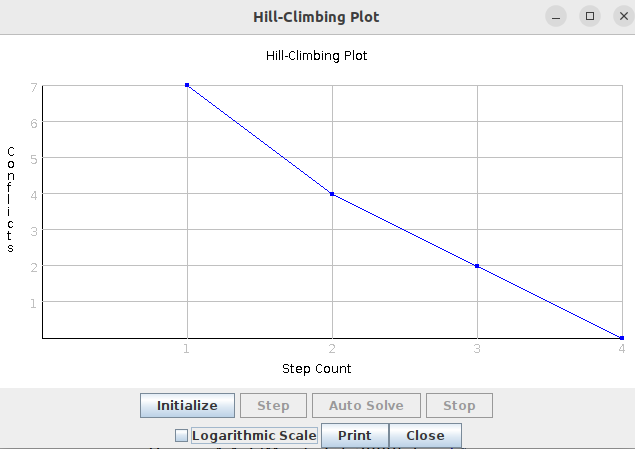 Hill-Climbing Plot
Hill-Climbing Plot
7
6
5
4
3
2
1
Conflicts
1 2 3 4
Step Count
Initialize Step Auto Solve Stop
Logarithmic Scale Print Close